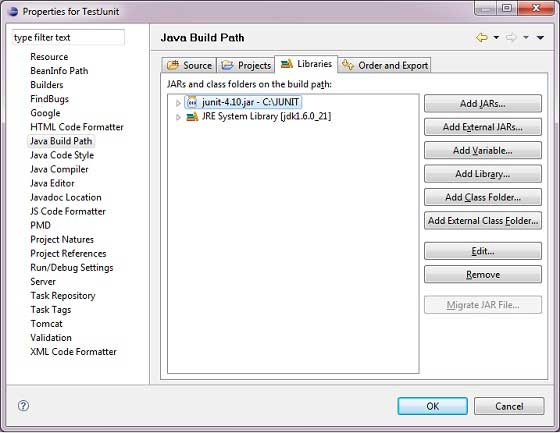 Properties for TestJunit
type filter text
Resource
BeanInfo Path
Builders
FindBugs
Google
HTML Code Formatter
Java Build Path
Java Code Style
Java Compiler
Java Editor
Javadoc Location
JS Code Formatter
PMD
Project Natures
Project References
Run/Debug Settings
Server
Task Repository
Task Tags
Tomcat
Validation
XML Code Formatter
Java Build Path
Source Projects Libraries Order and Export
JARs and class folders on the build path:
junit-4.10.jar - C:\JUNIT
JRE System Library [jdk1.6.0_21]
Add JARs...
Add External JARs...
Add Variable...
Add Library...
Add Class Folder...
Add External Class Folder...
Edit...
Remove
Migrate JAR File...
OK Cancel